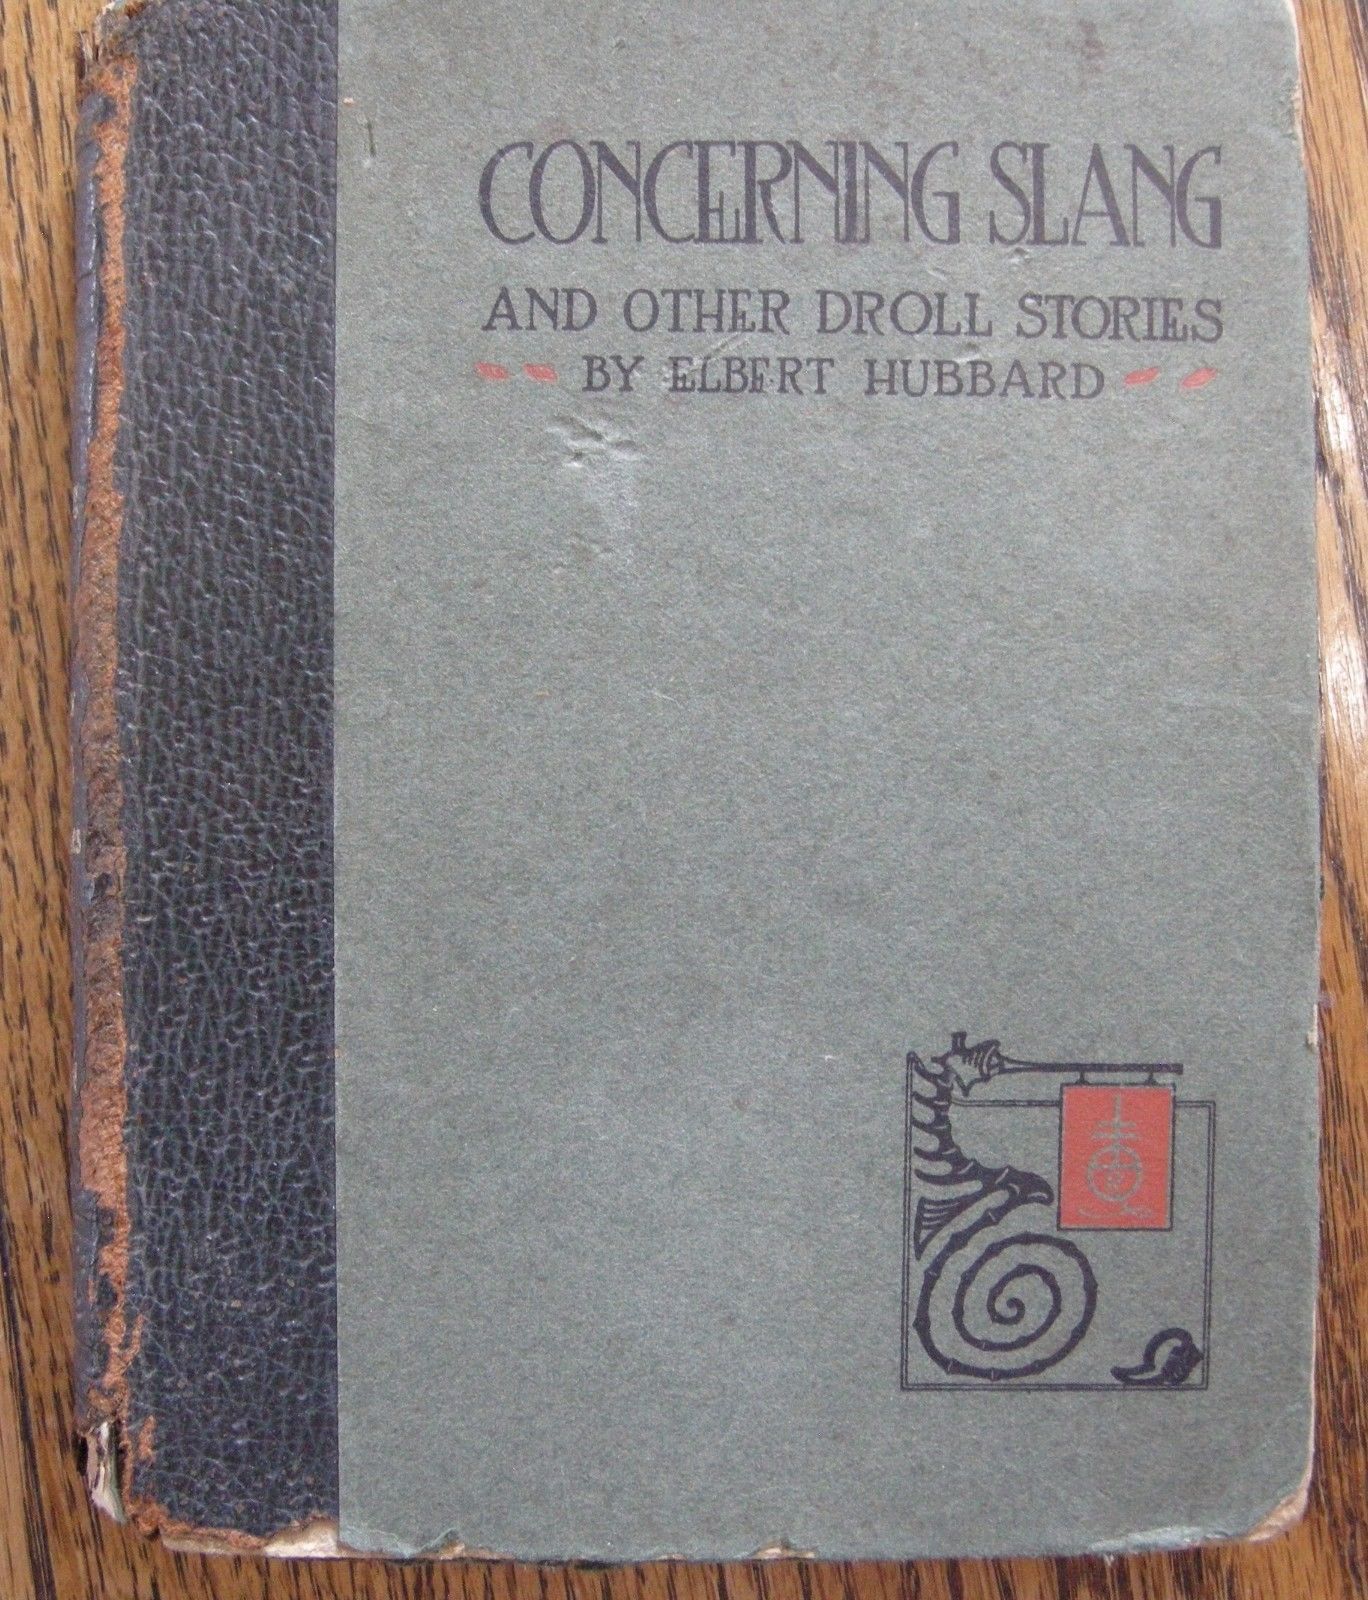 CONCERNING SLANG
AND OTHER DROLL STORIES
BY ELBERT HUBBARD